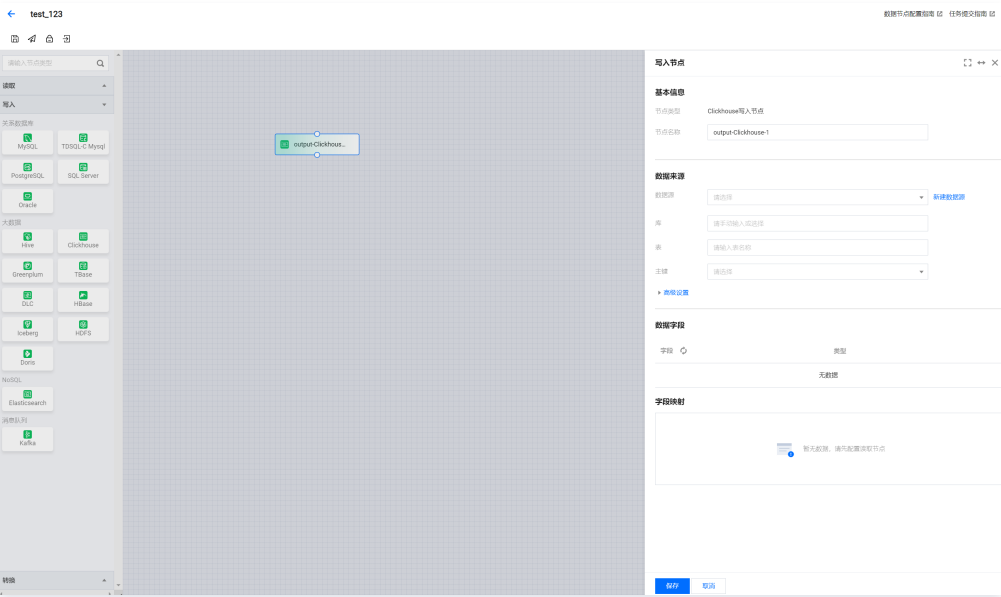 test_123
数据节点配置指南 任务提交指南
请输入节点类型
读取
写入
关系数据库
MySQL
TDSQL-C Mysql
PostgreSQL
SQL Server
Oracle
大数据
Hive
Clickhouse
Greenplum
TBase
DLC
HBase
Iceberg
HDFS
Doris
NoSQL
Elasticsearch
消息队列
Kafka
转换
output-Clickhous...
写入节点
基本信息
节点类型 Clickhouse写入节点
节点名称 output-Clickhouse-1
数据来源
数据源 请选择 新建数据源
库 请手动输入或选择
表 请输入表名称
主键 请选择
高级设置
数据字段
字段 类型
无数据
字段映射
暂无数据，请先配置读取节点
保存 取消